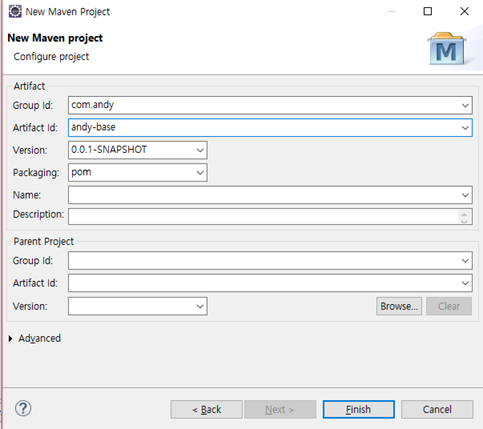 New Maven Project
New Maven project
Configure project
Artifact
Group Id: com.andy
Artifact Id: andy-base
Version: 0.0.1-SNAPSHOT
Packaging: pom
Name:
Description:
Parent Project
Group Id:
Artifact Id:
Version: Browse... Clear
Advanced
? < Back Next > Finish Cancel